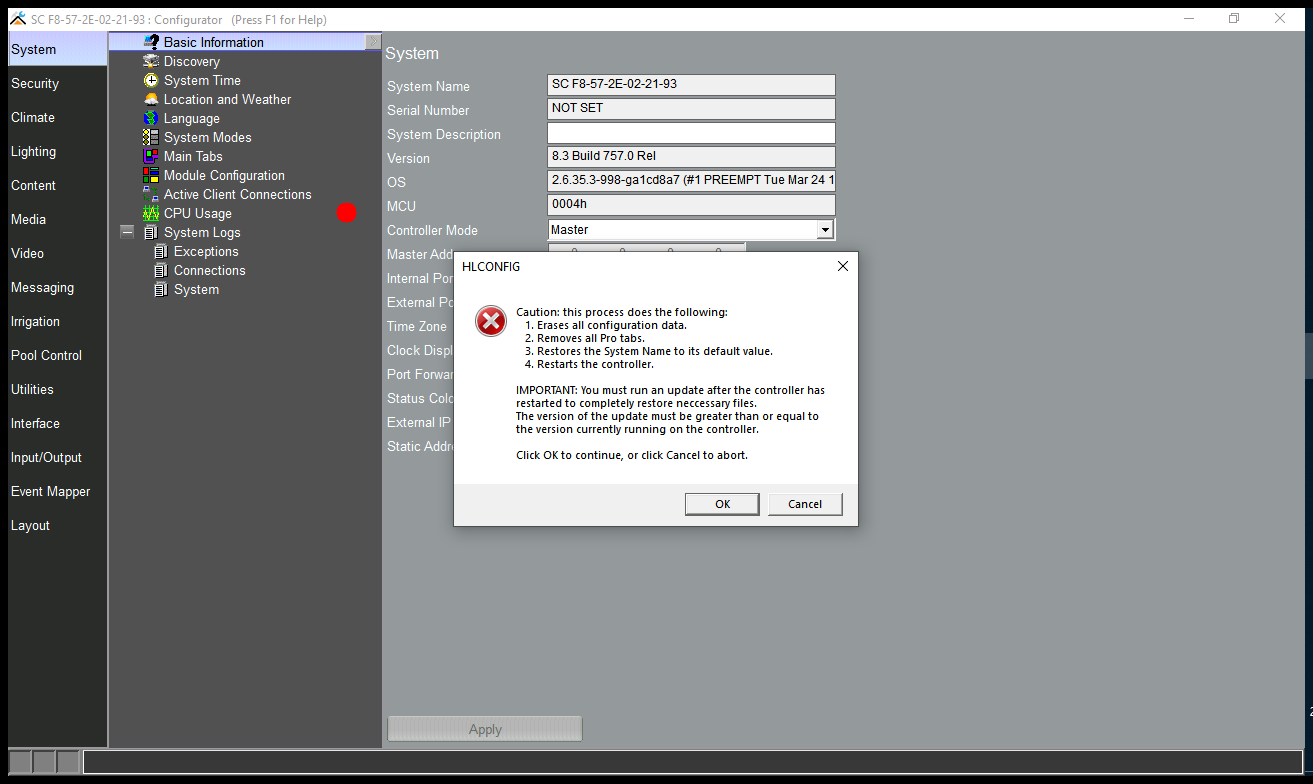 SC F8-57-2E-02-21-93 : Configurator (Press F1 for Help)
System
Security
Climate
Lighting
Content
Media
Video
Messaging
Irrigation
Pool Control
Utilities
Interface
Input/Output
Event Mapper
Layout
Basic Information
Discovery
System Time
Location and Weather
Language
System Modes
Main Tabs
Module Configuration
Active Client Connections
CPU Usage
System Logs
Exceptions
Connections
System
System
System Name SC F8-57-2E-02-21-93
Serial Number NOT SET
System Description
Version 8.3 Build 757.0 Rel
OS 2.6.35.3-998-ga1cd8a7 (#1 PREEMPT Tue Mar 24 1
MCU 0004h
Controller Mode Master
Master Add
Internal Por
External Po
Time Zone
Clock Displ
Port Forwar
Status Colo
External IP
Static Addre
HLCONFIG
Caution: this process does the following:
1. Erases all configuration data.
2. Removes all Pro tabs.
3. Restores the System Name to its default value.
4. Restarts the controller.
IMPORTANT: You must run an update after the controller has
restarted to completely restore neccessary files.
The version of the update must be greater than or equal to
the version currently running on the controller.
Click OK to continue, or click Cancel to abort.
OK Cancel
Apply